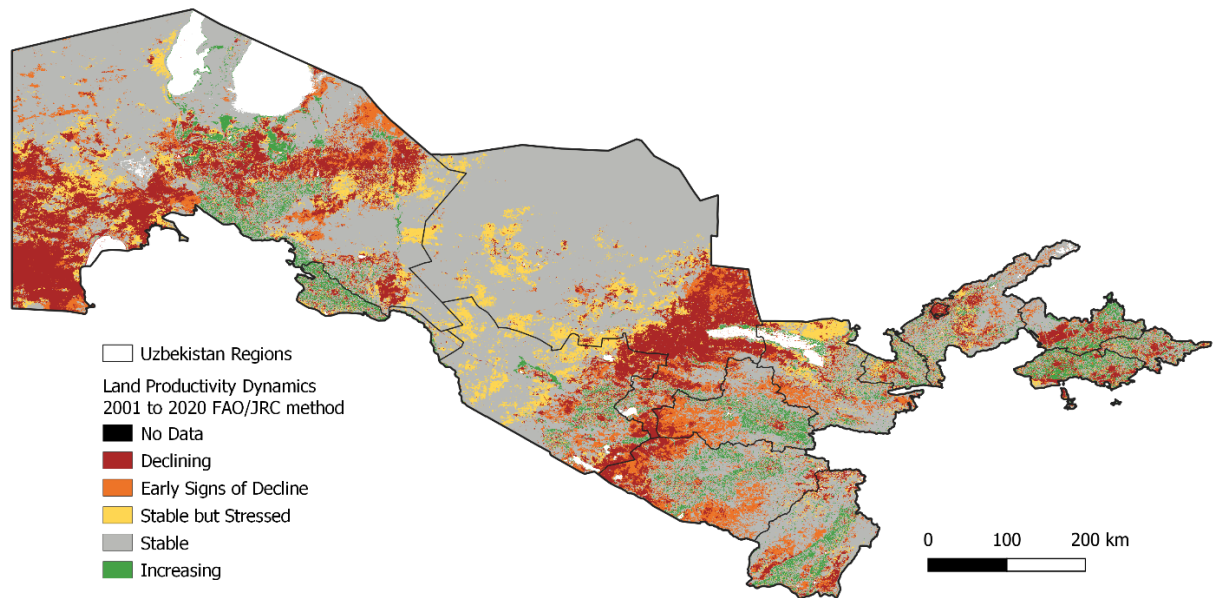 Uzbekistan Regions
Land Productivity Dynamics
2001 to 2020 FAO/JRC method
No Data
Declining
Early Signs of Decline
Stable but Stressed
Stable
Increasing
0 100 200 km